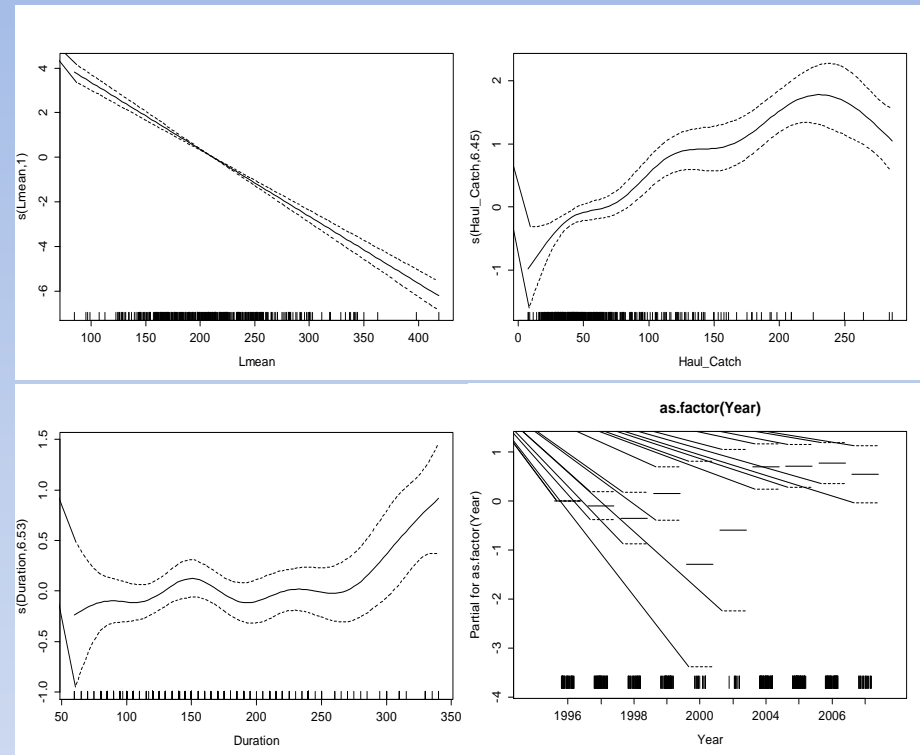 s(Lmean,1)
4
2
0
-2
-4
-6
100 150 200 250 300 350 400
Lmean
s(Haul_Catch,6.45)
2
1
0
-1
0 50 100 150 200 250
Haul_Catch
s(Duration,6.53)
1.5
1.0
0.5
0.0
-0.5
-1.0
50 100 150 200 250 300 350
Duration
as.factor(Year)
Partial for as.factor(Year)
1
0
-1
-2
-3
-4
1996 1998 2000 2004 2006
Year